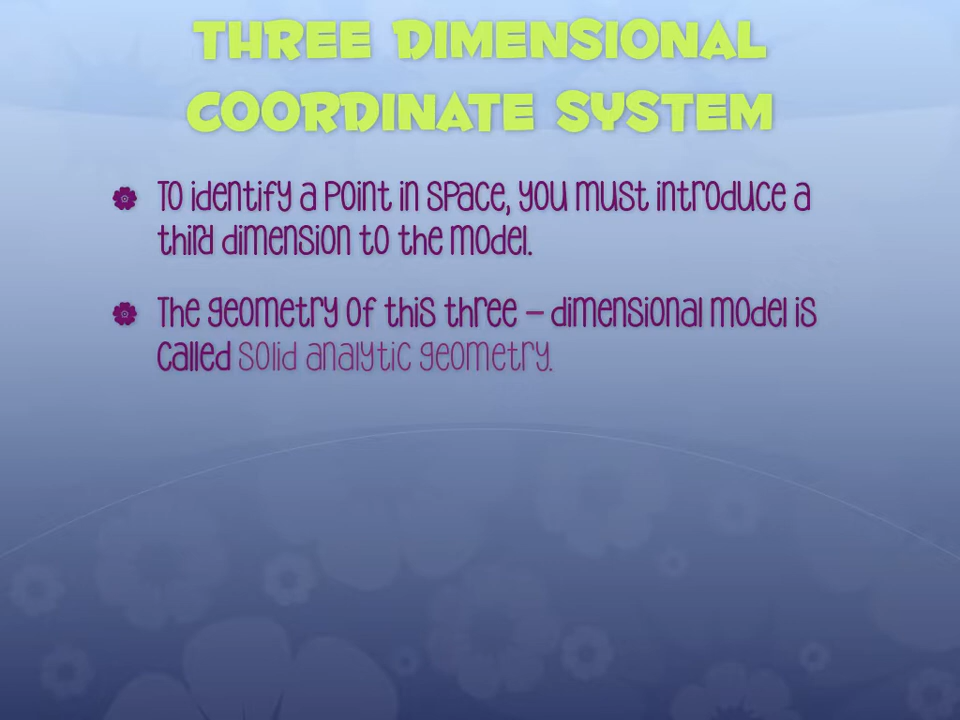 THREE DIMENSIONAL
COORDINATE SYSTEM
To identify a point in space, you must introduce a
third dimension to the model.
The geometry of this three – dimensional model is
called solid analytic geometry.